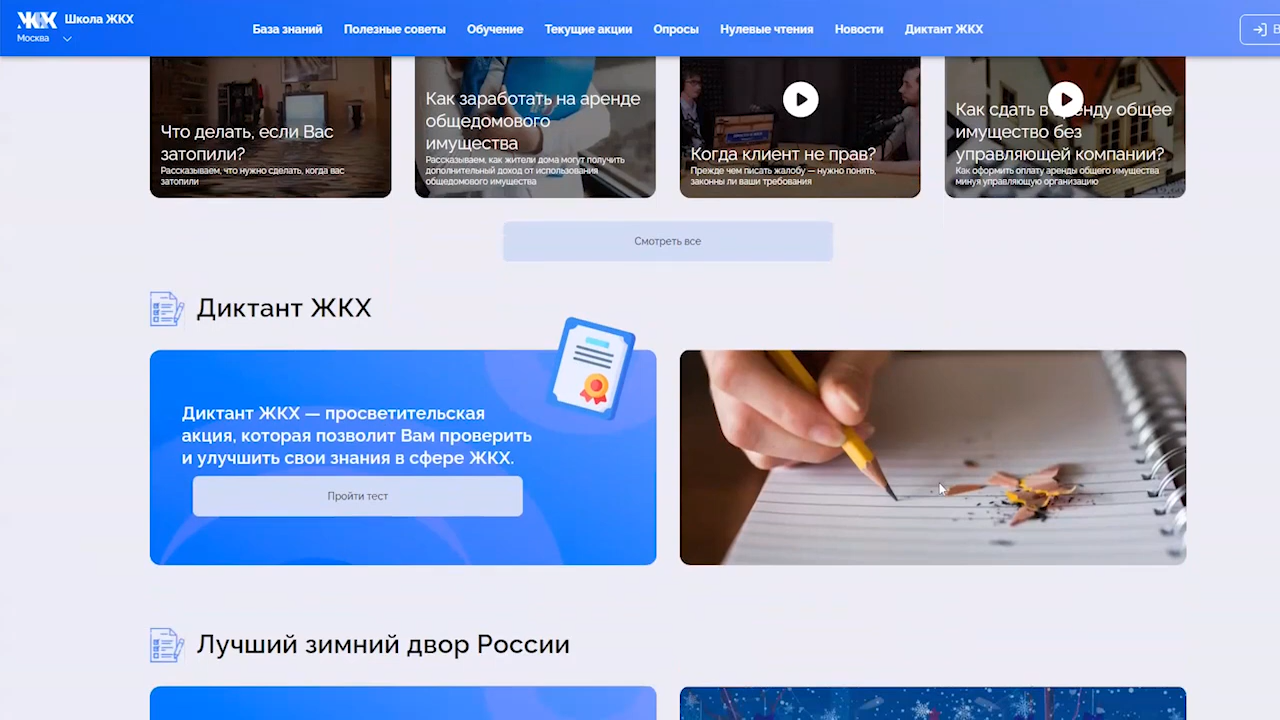 ЖКХ Школа ЖКХ
Москва
База знаний Полезные советы Обучение Текущие акции Опросы Нулевые чтения Новости Диктант ЖКХ
Что делать, если Вас
затопили?
Рассказываем, что нужно сделать, когда вас
затопили
Как заработать на аренде
общедомового
имущества
Рассказываем, как жители дома могут получить
дополнительный доход от использования
общедомового имущества
Когда клиент не прав?
Прежде чем писать жалобу — нужно понять,
законны ли ваши требования
Как сдать в аренду общее
имущество без
управляющей компании?
Как оформить оплату аренды общего имущества
минуя управляющую организацию
Смотреть все
Диктант ЖКХ
Диктант ЖКХ — просветительская
акция, которая позволит Вам проверить
и улучшить свои знания в сфере ЖКХ.
Пройти тест
Лучший зимний двор России